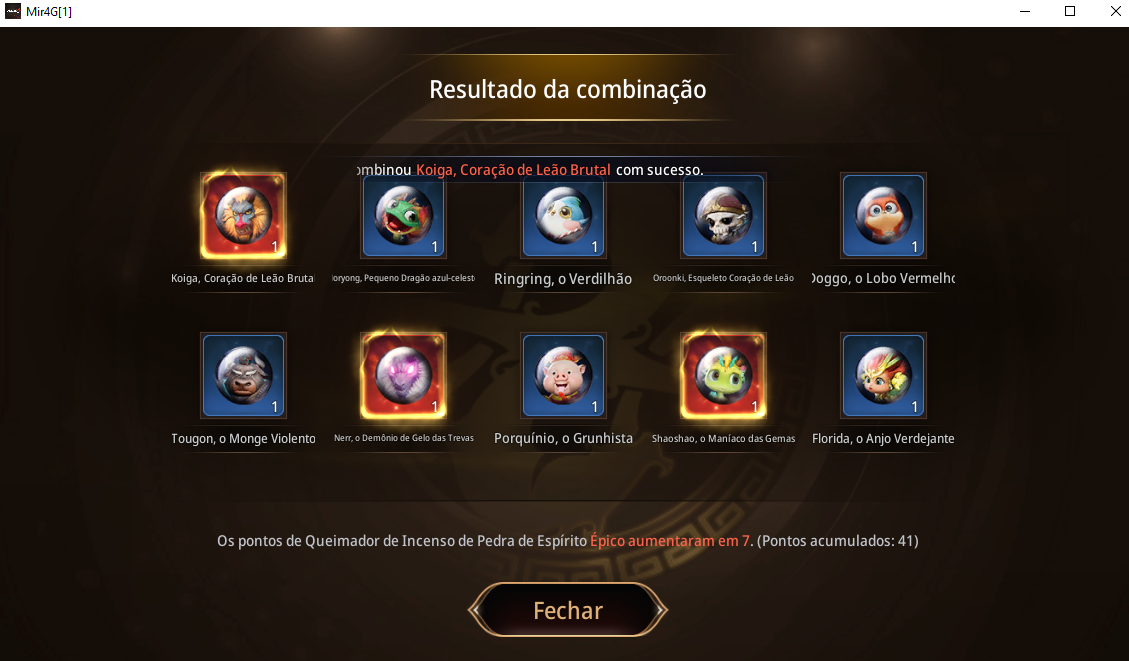 Mir4G[1]
Resultado da combinação
ombinou Koiga, Coração de Leão Brutal com sucesso.
1
1
1
1
1
Koiga, Coração de Leão Brutal
oryong, Pequeno Dragão azul-celest
Ringring, o Verdilhão
Oroonki, Esqueleto Coração de Leão
Doggo, o Lobo Vermelho
1
1
1
1
1
Tougon, o Monge Violento
Nerr, o Demônio de Gelo das Trevas
Porquínio, o Grunhista
Shaoshao, o Maníaco das Gemas
Florida, o Anjo Verdejante
Os pontos de Queimador de Incenso de Pedra de Espírito Épico aumentaram em 7. (Pontos acumulados: 41)
Fechar